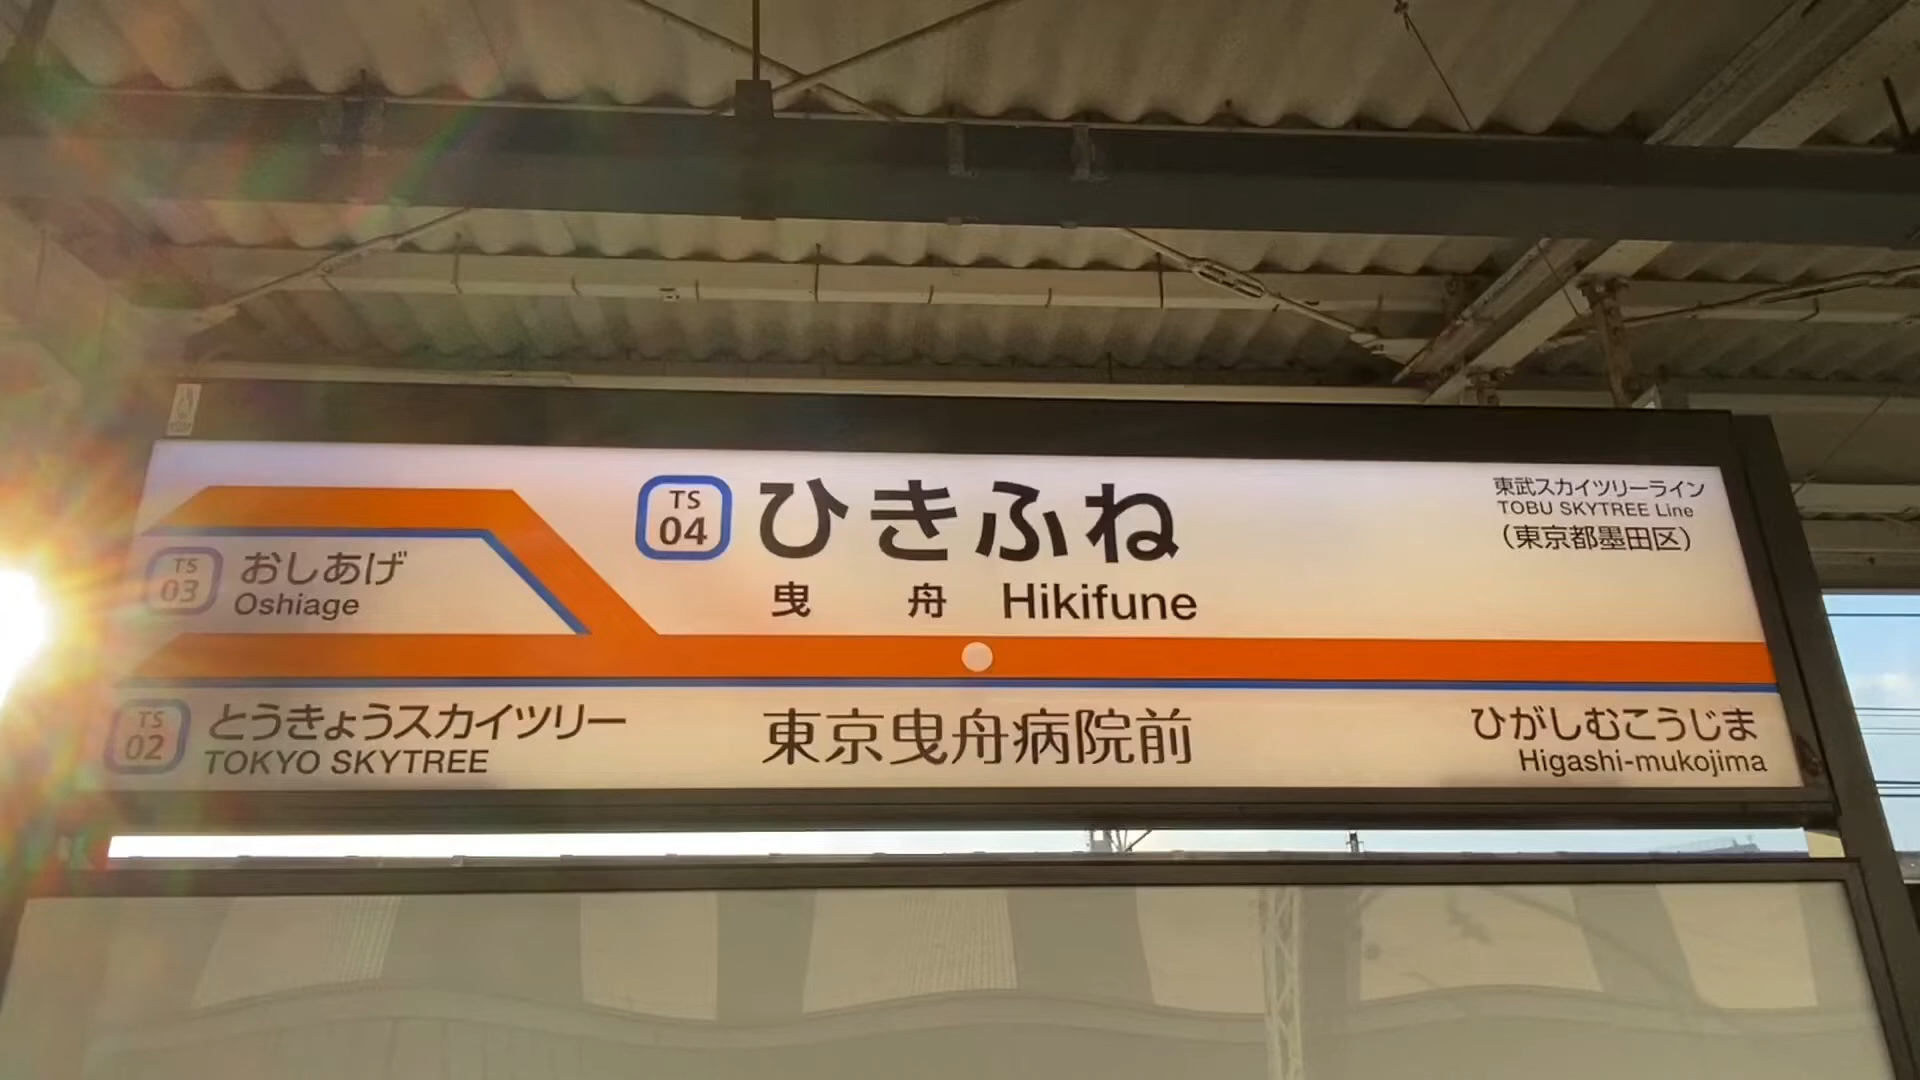 TS
04
ひきふね
曳舟 Hikifune
東武スカイツリーライン
TOBU SKYTREE Line
（東京都墨田区）
TS
03
おしあげ
Oshiage
TS
02
とうきょうスカイツリー
TOKYO SKYTREE
東京曳舟病院前
ひがしむこうじま
Higashi-mukojima